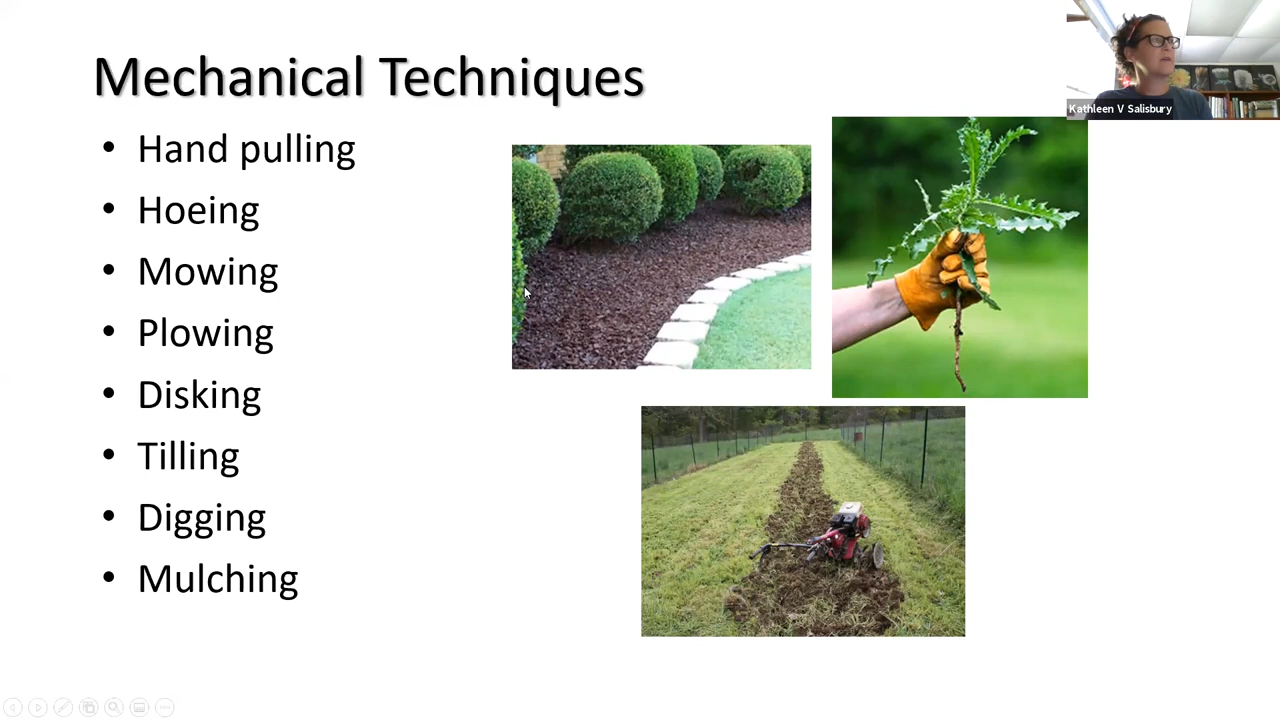 Mechanical Techniques
• Hand pulling
• Hoeing
• Mowing
• Plowing
• Disking
• Tilling
• Digging
• Mulching
Kathleen V Salisbury